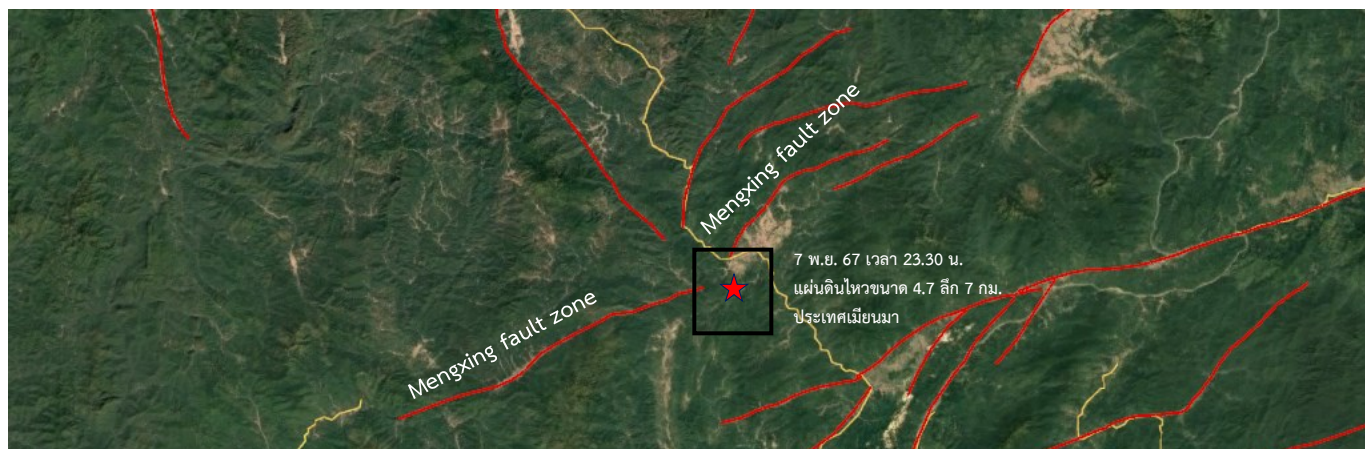 Mengxing fault zone
7 พ.ย. 67 เวลา 23.30 น.
แผ่นดินไหวขนาด 4.7 ลึก 7 กม.
ประเทศเมียนมา
Mengxing fault zone